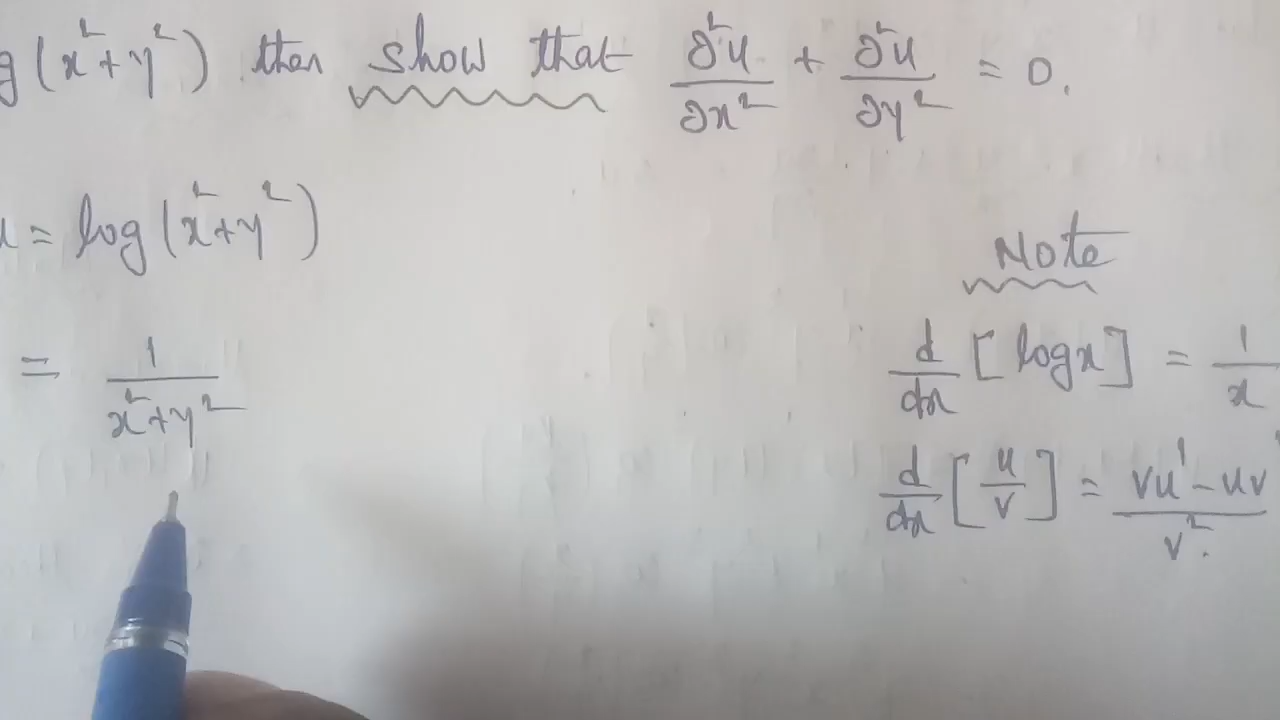 g(x²+y²) then show that ∂²u/∂x² + ∂²u/∂y² = 0.
u = log(x²+y²)
= 1/(x²+y²)
Note
d/dx [log x] = 1/x
d/dx [u/v] = (vu' - uv)/v².